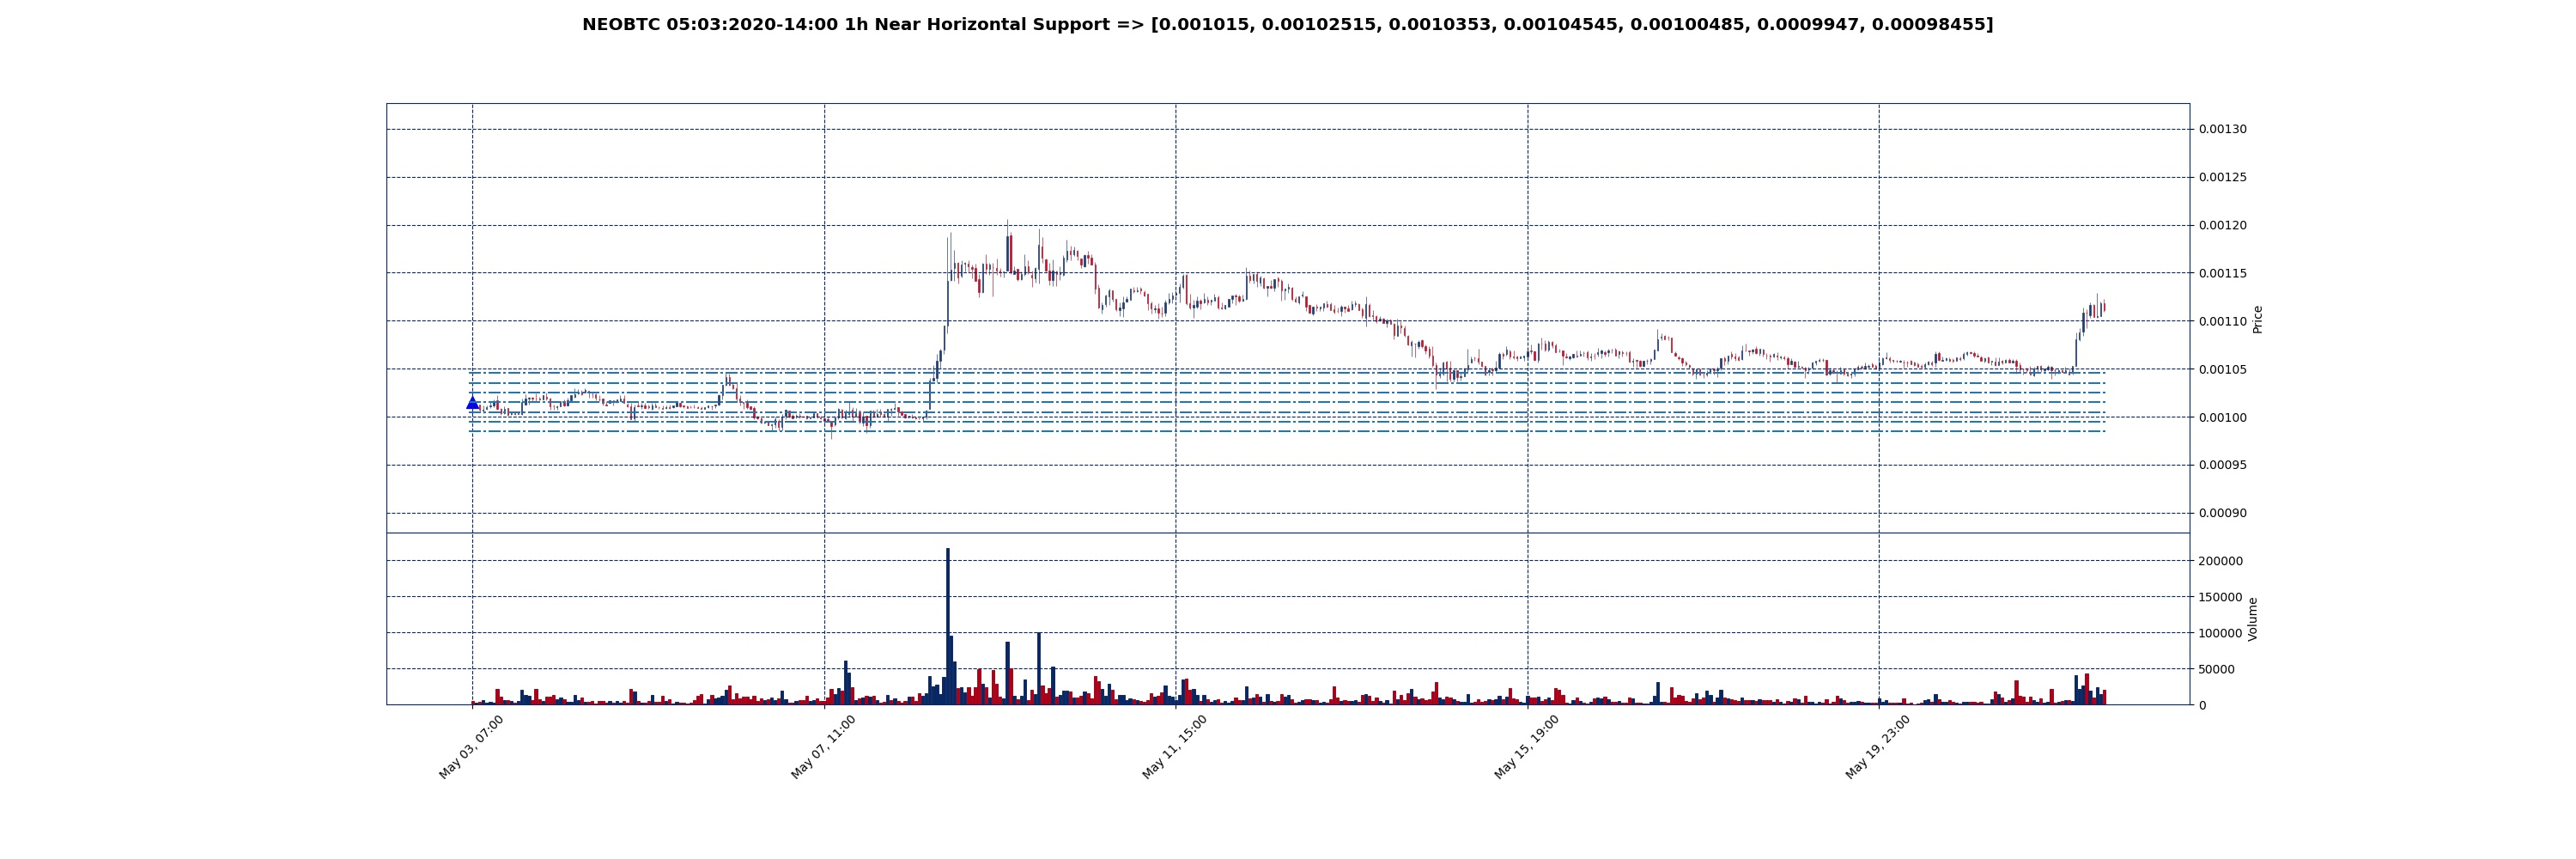 NEOBTC 05:03:2020-14:00 1h Near Horizontal Support => [0.001015, 0.00102515, 0.0010353, 0.00104545, 0.00100485, 0.0009947, 0.00098455]
0.00130
0.00125
0.00120
0.00115
0.00110
0.00105
0.00100
0.00095
0.00090
Price
200000
150000
100000
50000
0
Volume
May 03, 07:00
May 07, 11:00
May 11, 15:00
May 15, 19:00
May 19, 23:00